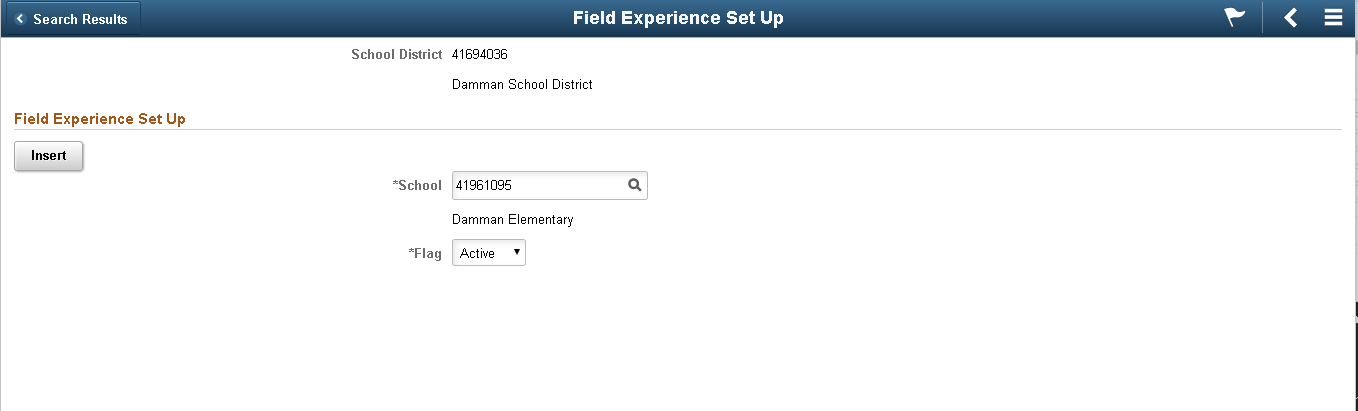 Search Results
Field Experience Set Up
School District 41694036
Damman School District
Field Experience Set Up
Insert
*School 41961095
Damman Elementary
*Flag Active